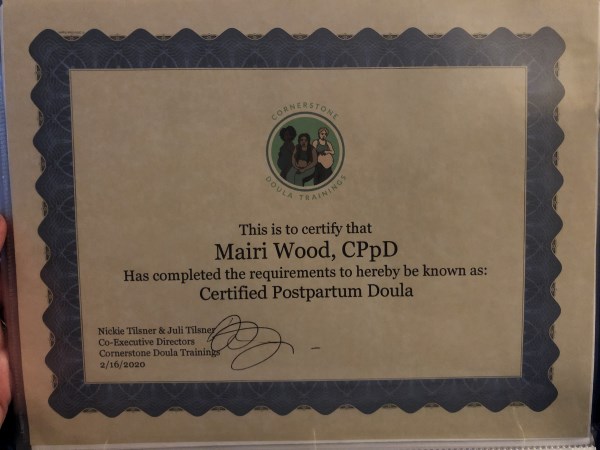 CORNERSTONE
DOULA TRAININGS
This is to certify that
Mairi Wood, CPpD
Has completed the requirements to hereby be known as:
Certified Postpartum Doula
Nickie Tilsner & Juli Tilsner
Co-Executive Directors
Cornerstone Doula Trainings
2/16/2020